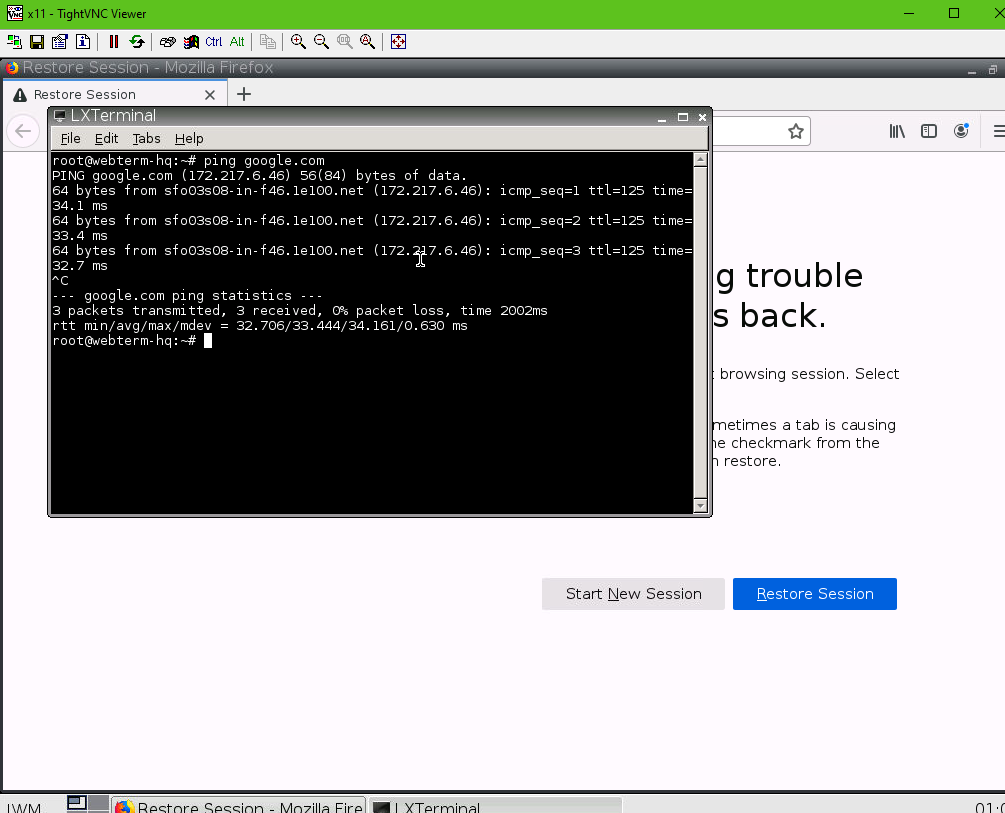 x11 - TightVNC Viewer
Ctrl Alt
Restore Session - Mozilla Firefox
Restore Session
LXTerminal
File Edit Tabs Help
root@webterm-hq:~# ping google.com
PING google.com (172.217.6.46) 56(84) bytes of data.
64 bytes from sfo03s08-in-f46.1e100.net (172.217.6.46): icmp_seq=1 ttl=125 time=
34.1 ms
64 bytes from sfo03s08-in-f46.1e100.net (172.217.6.46): icmp_seq=2 ttl=125 time=
33.4 ms
64 bytes from sfo03s08-in-f46.1e100.net (172.217.6.46): icmp_seq=3 ttl=125 time=
32.7 ms
^C
--- google.com ping statistics ---
3 packets transmitted, 3 received, 0% packet loss, time 2002ms
rtt min/avg/max/mdev = 32.706/33.444/34.161/0.630 ms
root@webterm-hq:~#
g trouble
s back.
browsing session. Select
metimes a tab is causing
e checkmark from the
restore.
Start New Session
Restore Session
Restore Session - Mozilla Fire
LXTerminal
01: